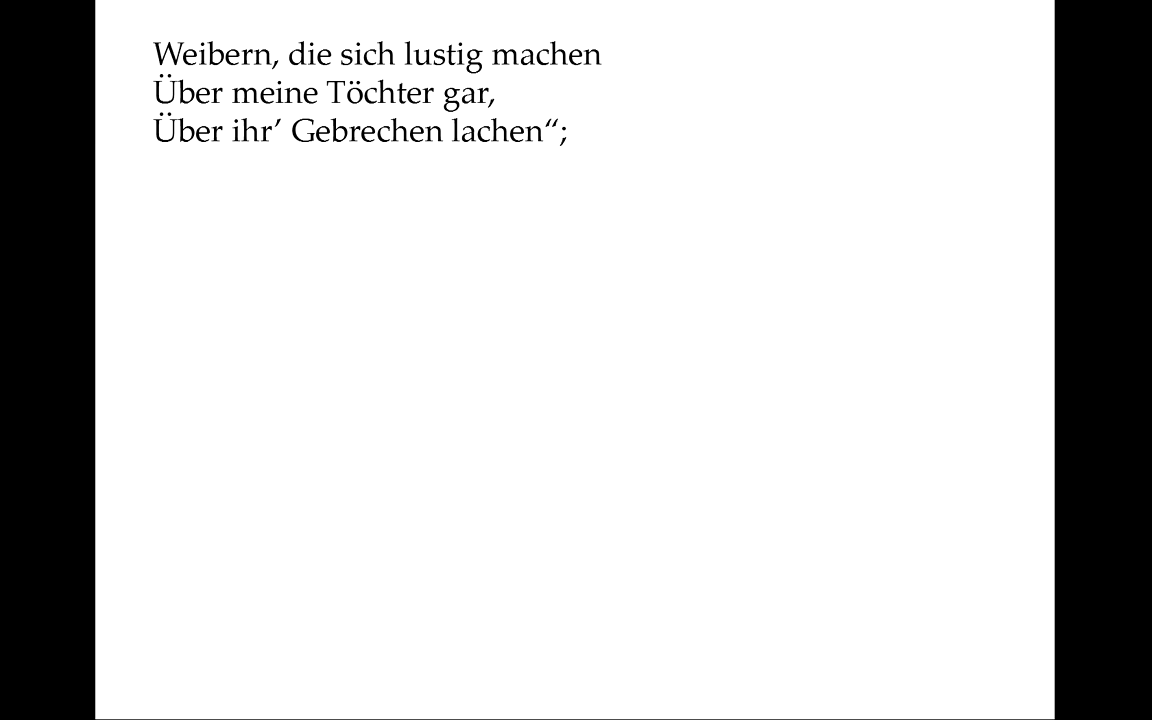 Weibern, die sich lustig machen
Über meine Töchter gar,
Über ihr’ Gebrechen lachen“;